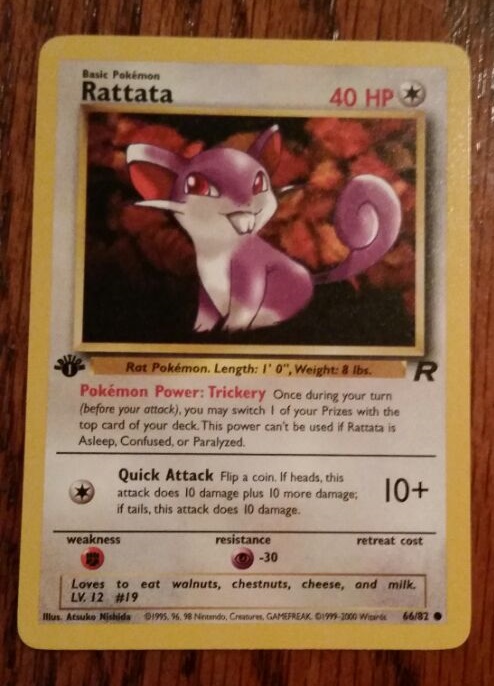 Basic Pokémon
Rattata
40 HP
EDITION
1
Rat Pokémon. Length: 1' 0", Weight: 8 lbs.
R
Pokémon Power: Trickery Once during your turn
(before your attack), you may switch 1 of your Prizes with the
top card of your deck. This power can't be used if Rattata is
Asleep, Confused, or Paralyzed.
Quick Attack Flip a coin. If heads, this
attack does 10 damage plus 10 more damage;
if tails, this attack does 10 damage.
10+
weakness resistance retreat cost
-30
Loves to eat walnuts, chestnuts, cheese, and milk.
LV. 12 #19
Illus. Atsuko Nishida ©1995, 96, 98 Nintendo, Creatures, GAMEFREAK. ©1999-2000 Wizards 66/82